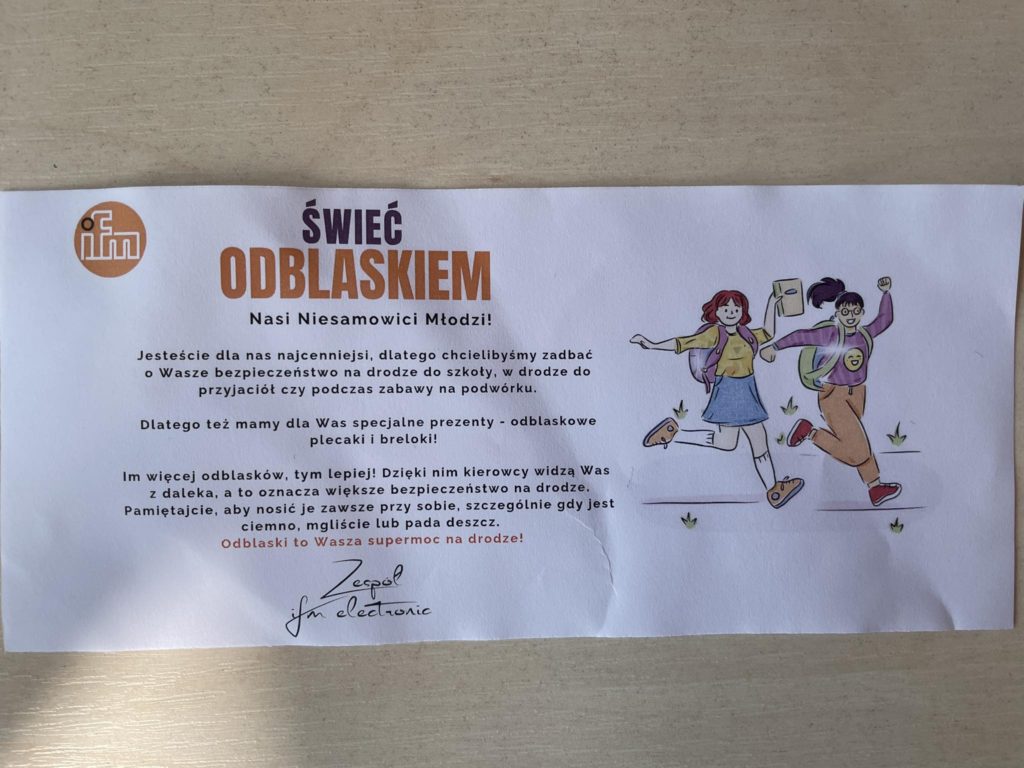 ifm
ŚWIEĆ
ODBLASKIEM
Nasi Niesamowici Młodzi!
Jesteście dla nas najcenniejsi, dlatego chcielibyśmy zadbać
o Wasze bezpieczeństwo na drodze do szkoły, w drodze do
przyjaciół czy podczas zabawy na podwórku.
Dlatego też mamy dla Was specjalne prezenty - odblaskowe
plecaki i breloki!
Im więcej odblasków, tym lepiej! Dzięki nim kierowcy widzą Was
z daleka, a to oznacza większe bezpieczeństwo na drodze.
Pamiętajcie, aby nosić je zawsze przy sobie, szczególnie gdy jest
ciemno, mgliście lub pada deszcz.
Odblaski to Wasza supermoc na drodze!
Zespół
ifm electronic